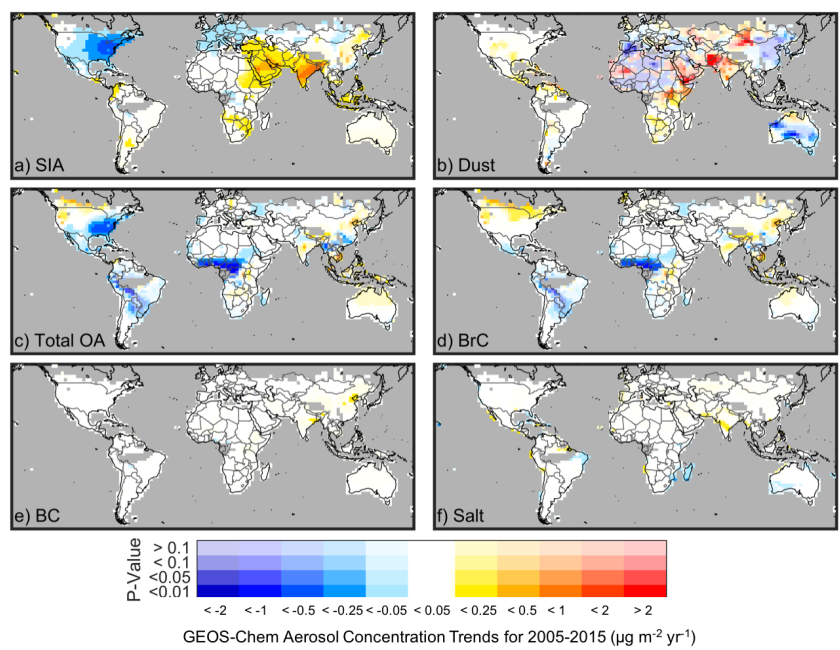 a) SIA
b) Dust
c) Total OA
d) BrC
e) BC
f) Salt
P-Value
> 0.1
< 0.1
<0.05
<0.01
< -2 < -1 < -0.5 < -0.25 < -0.05 < 0.05 < 0.25 < 0.5 < 1 < 2 > 2
GEOS-Chem Aerosol Concentration Trends for 2005-2015 (µg m⁻² yr⁻¹)